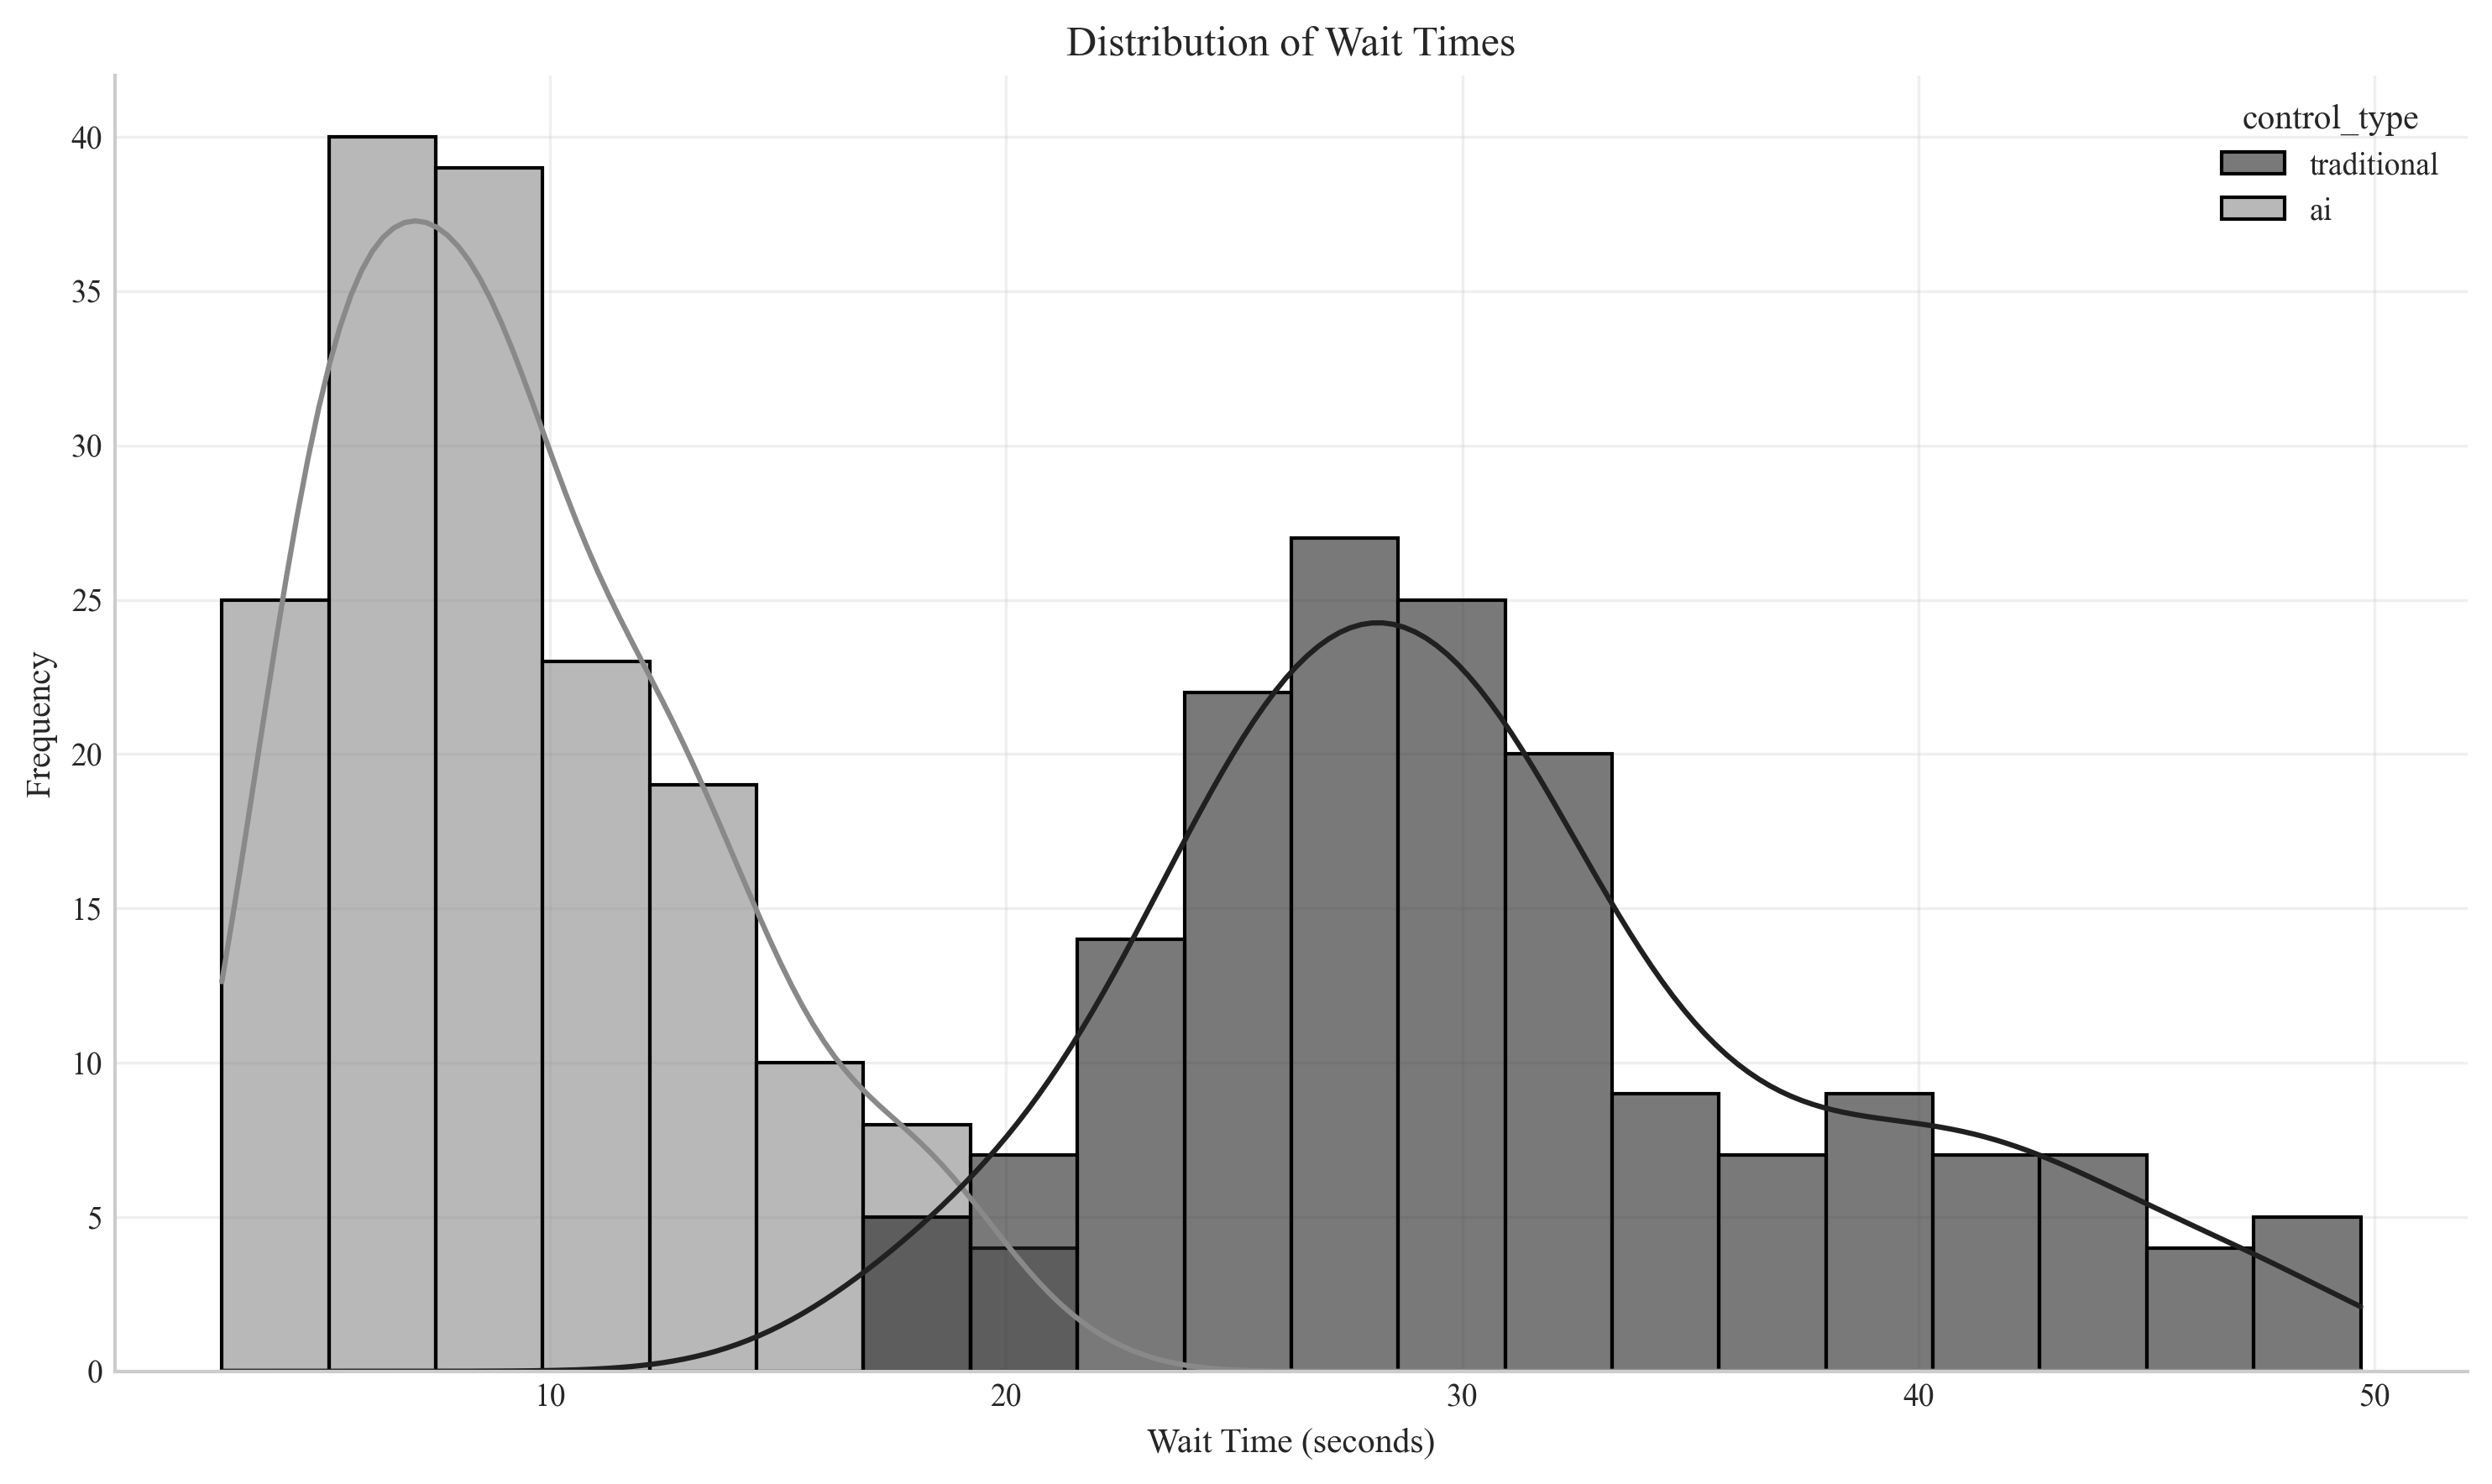 Distribution of Wait Times
control_type
traditional
ai
Frequency
40
35
30
25
20
15
10
5
0
10 20 30 40 50
Wait Time (seconds)